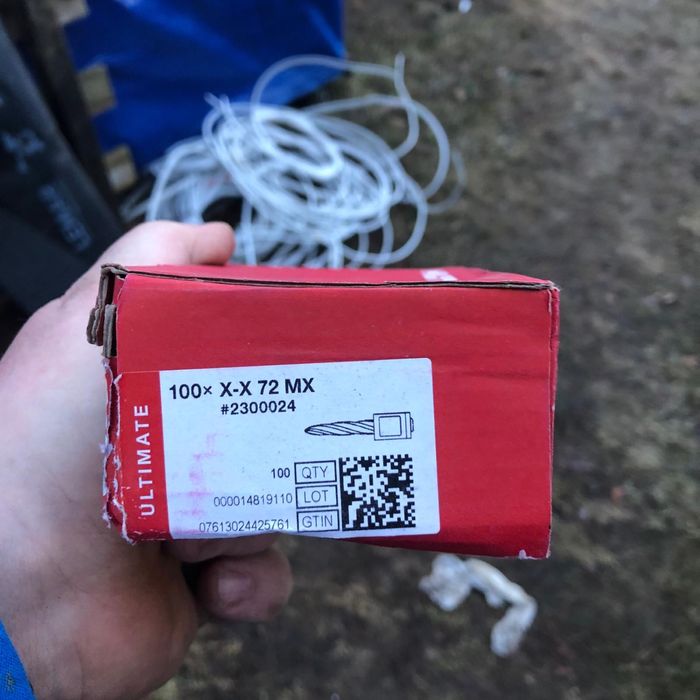 100× X-X 72 MX
#2300024
ULTIMATE
100 QTY
000014819110 LOT
07613024425761 GTIN